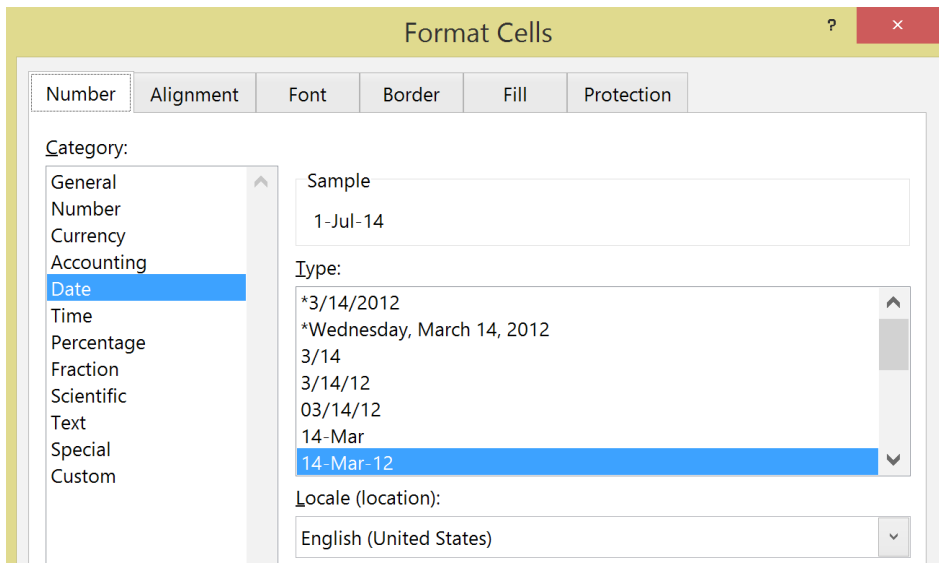 Format Cells
?
×
Number
Alignment
Font
Border
Fill
Protection
Category:
General
Number
Currency
Accounting
Date
Time
Percentage
Fraction
Scientific
Text
Special
Custom
Sample
1-Jul-14
Type:
*3/14/2012
*Wednesday, March 14, 2012
3/14
3/14/12
03/14/12
14-Mar
14-Mar-12
Locale (location):
English (United States)